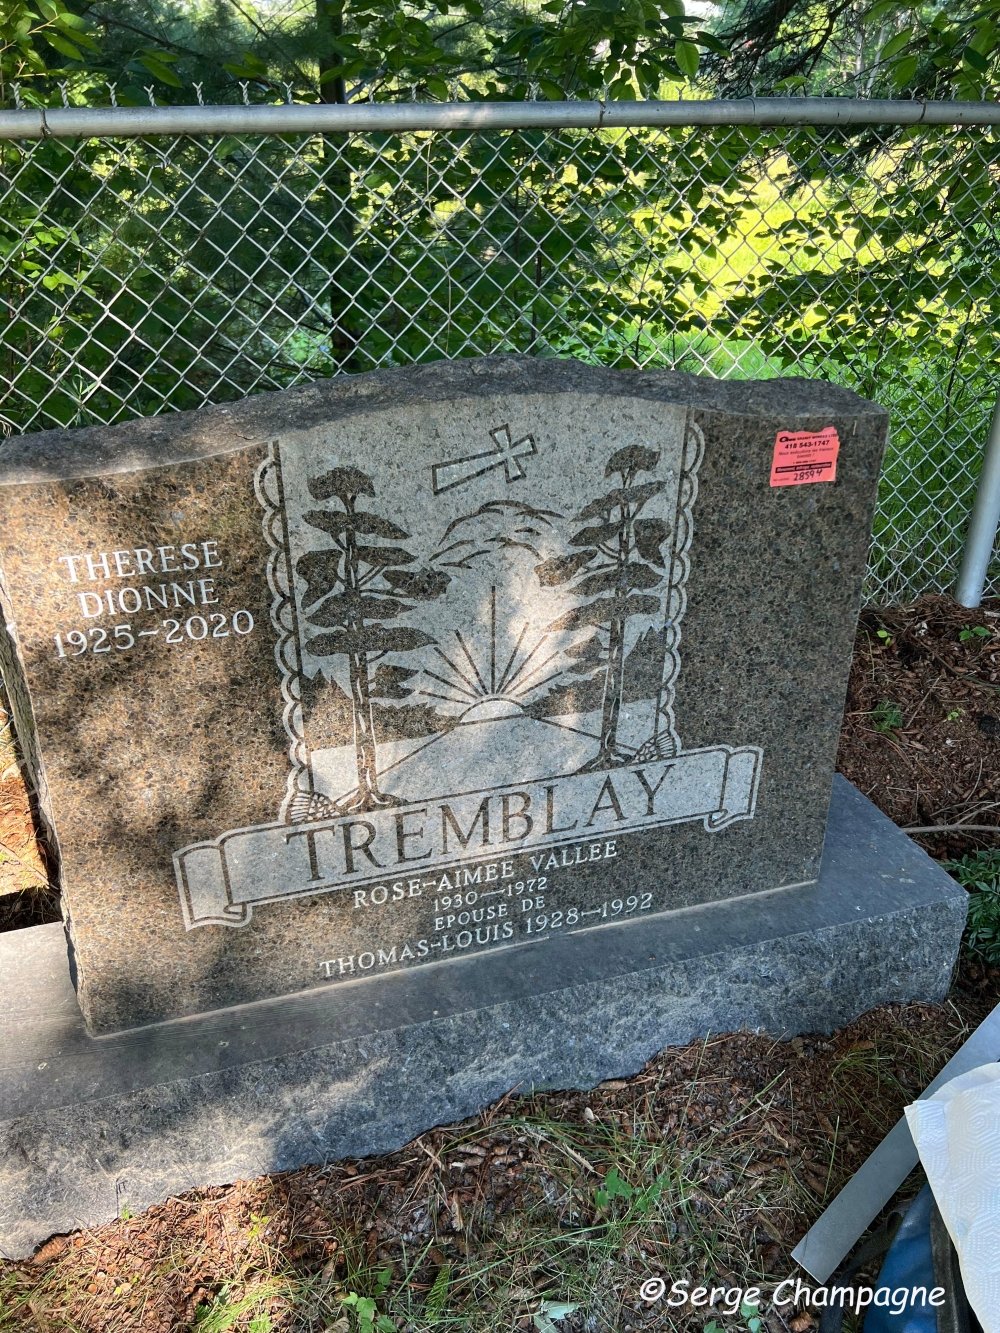 THERESE
DIONNE
1925~2020
TREMBLAY
ROSE-AIMEE VALLEE
1930—1972
EPOUSE DE
THOMAS-LOUIS 1928—1992
418 543-1747
28594
©Serge Champagne